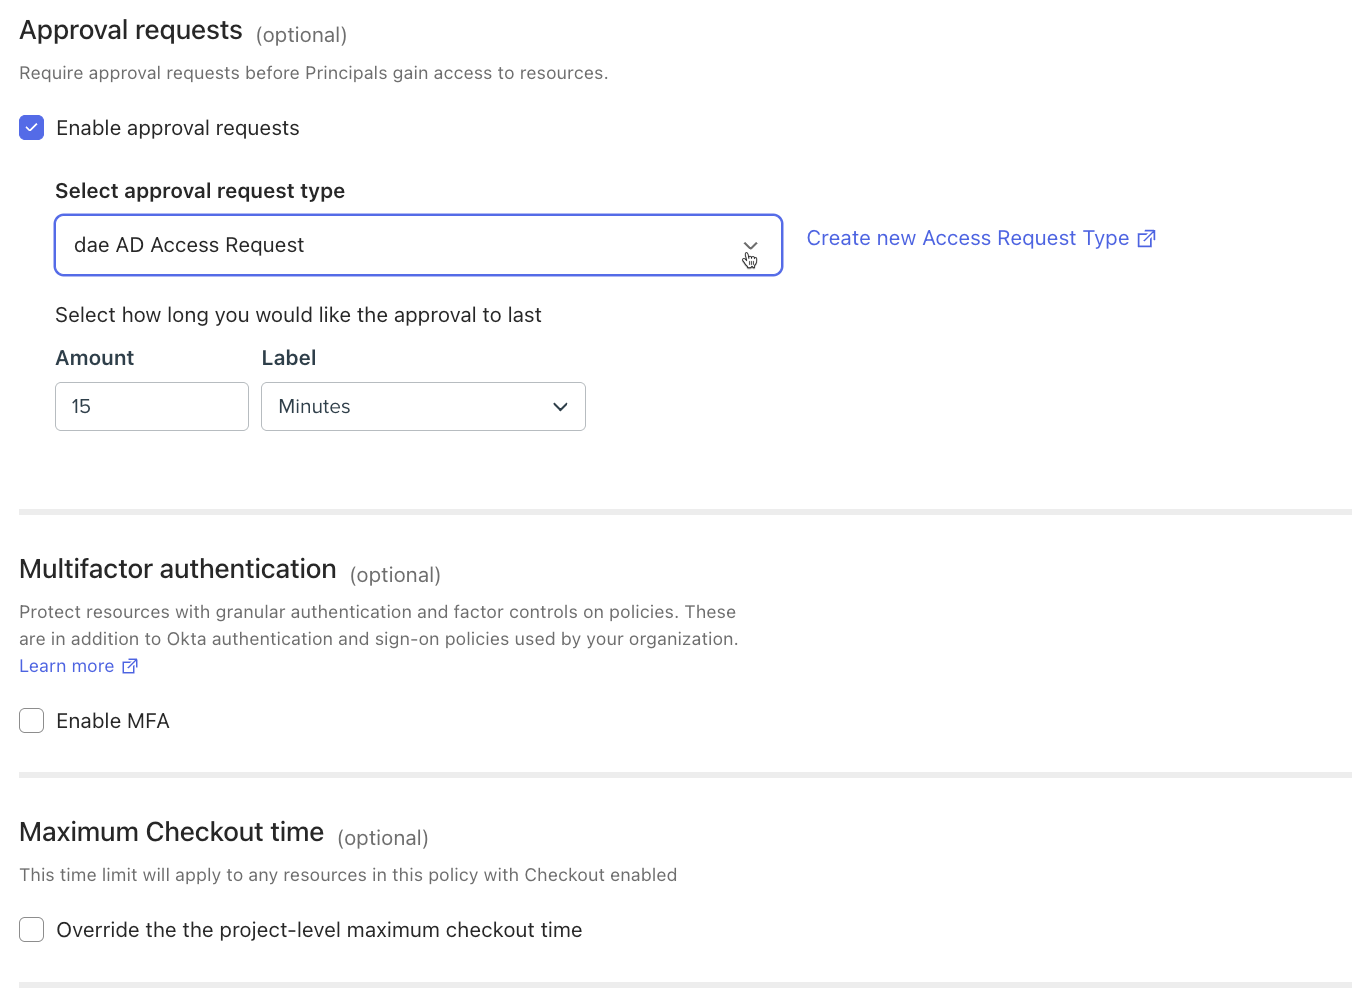 Approval requests (optional)
Require approval requests before Principals gain access to resources.
Enable approval requests
Select approval request type
dae AD Access Request
Create new Access Request Type
Select how long you would like the approval to last
Amount Label
15 Minutes
Multifactor authentication (optional)
Protect resources with granular authentication and factor controls on policies. These
are in addition to Okta authentication and sign-on policies used by your organization.
Learn more
Enable MFA
Maximum Checkout time (optional)
This time limit will apply to any resources in this policy with Checkout enabled
Override the the project-level maximum checkout time